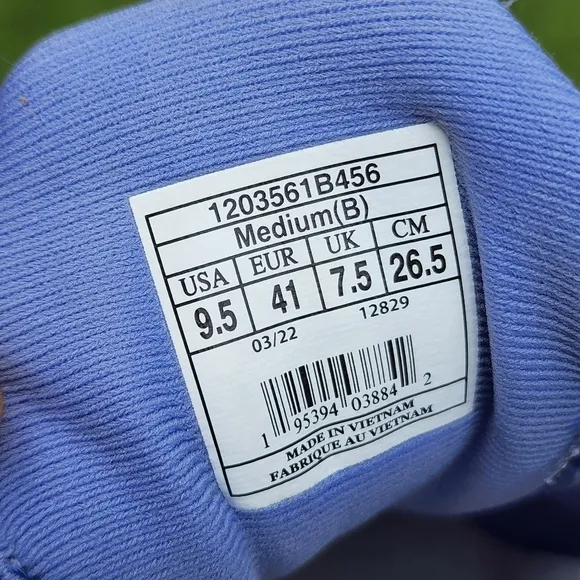 1203561B456
Medium(B)
USA EUR UK CM
9.5 41 7.5 26.5
03/22 12829
1 95394 03884 2
MADE IN VIETNAM
FABRIQUE AU VIETNAM